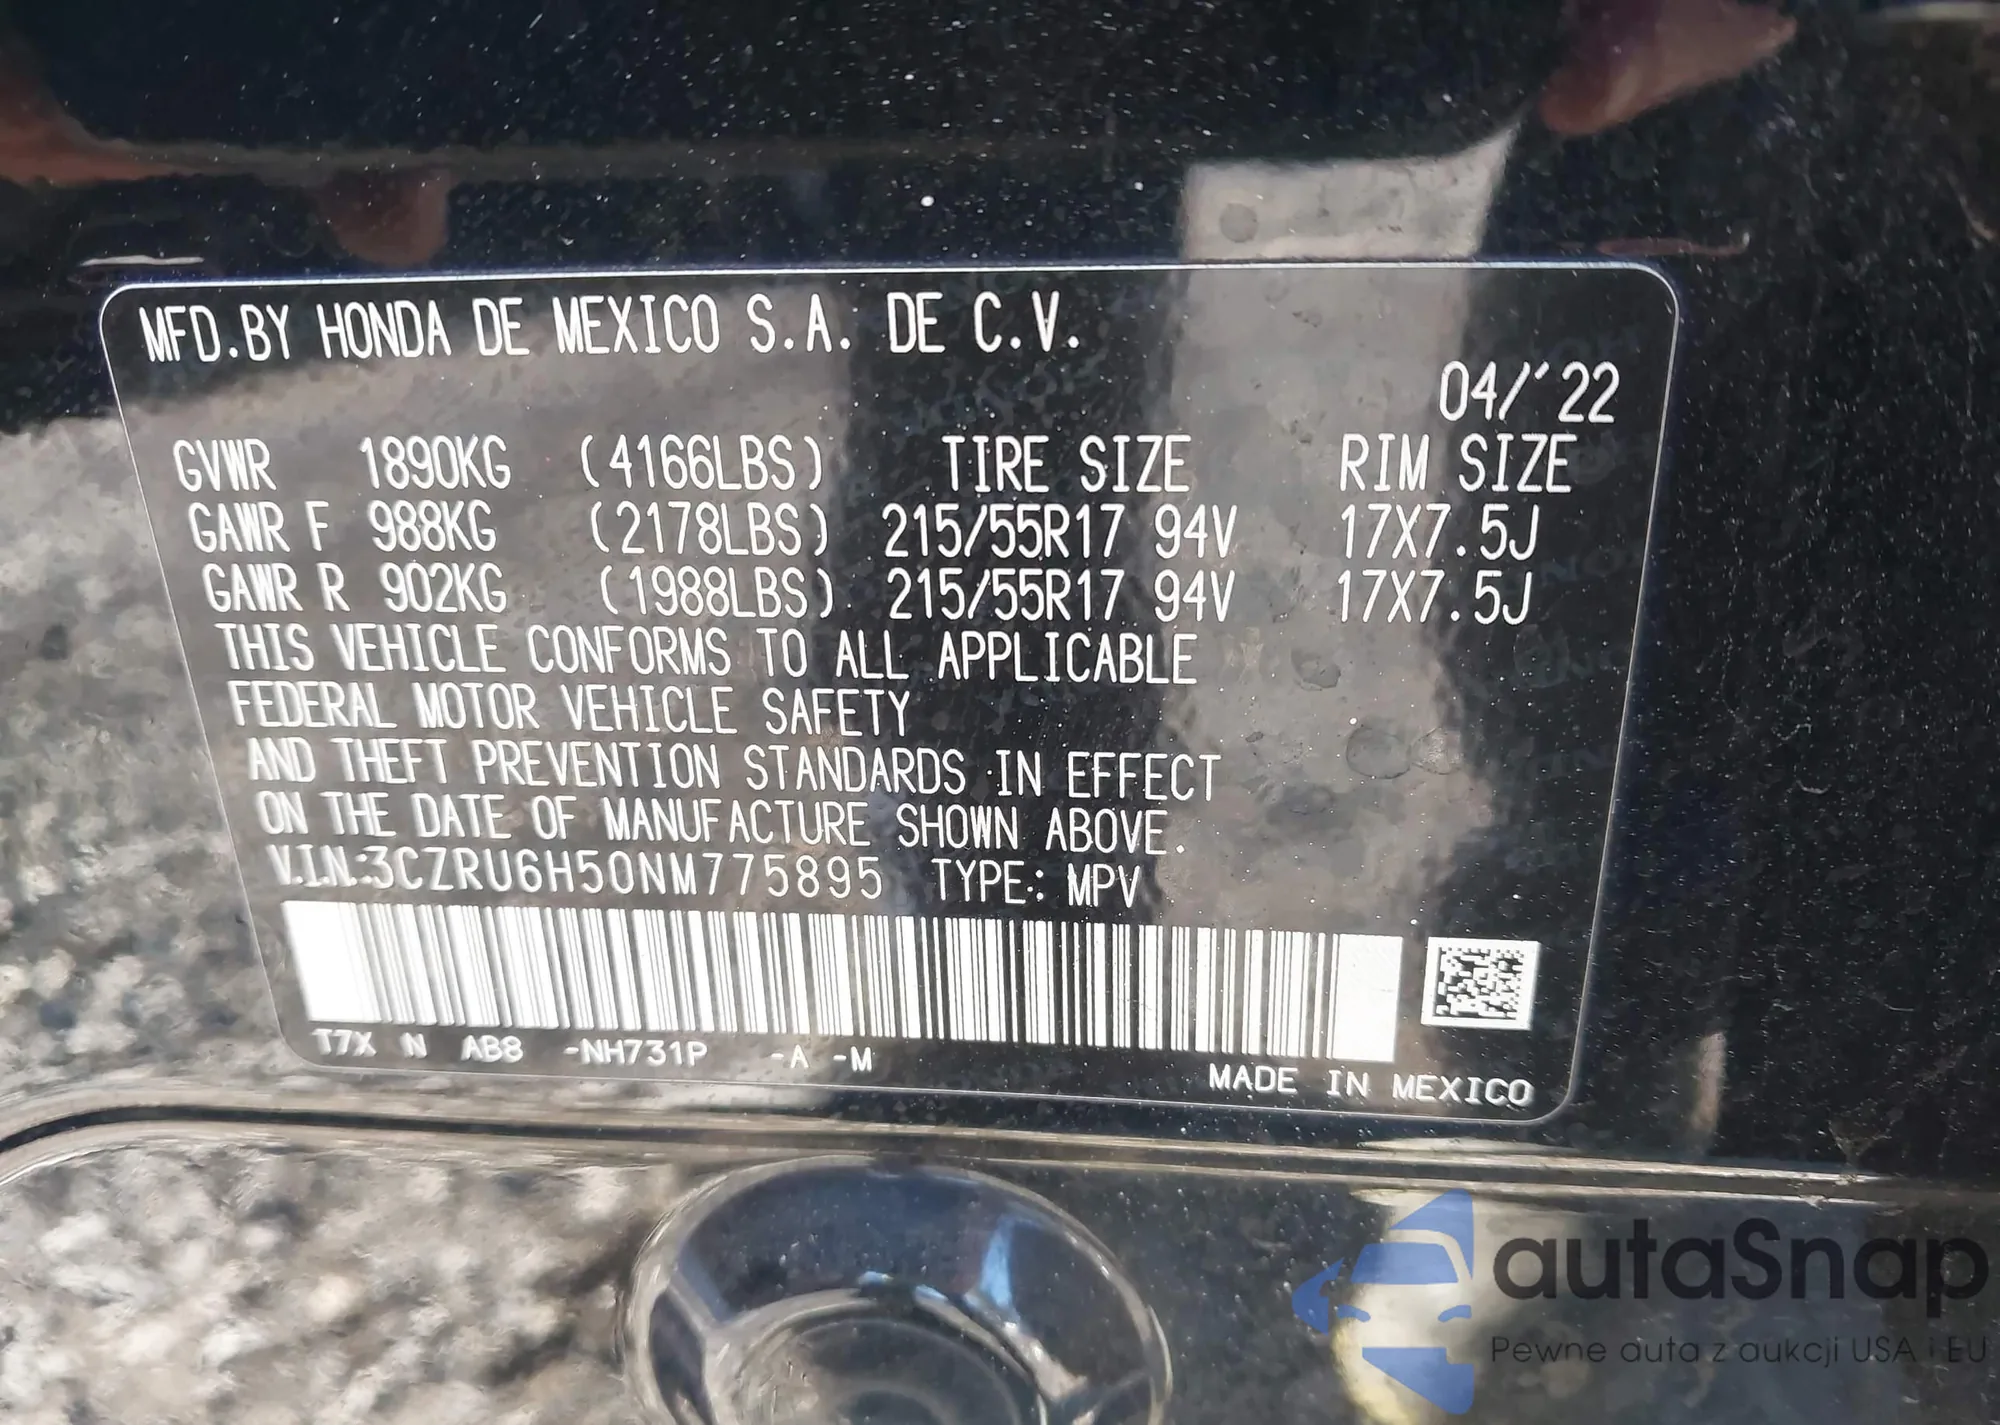 MFD.BY HONDA DE MEXICO S.A. DE C.V.
04/'22
GVWR 1890KG (4166LBS) TIRE SIZE RIM SIZE
GAWR F 988KG (2178LBS) 215/55R17 94V 17X7.5J
GAWR R 902KG (1988LBS) 215/55R17 94V 17X7.5J
THIS VEHICLE CONFORMS TO ALL APPLICABLE
FEDERAL MOTOR VEHICLE SAFETY
AND THEFT PREVENTION STANDARDS IN EFFECT
ON THE DATE OF MANUFACTURE SHOWN ABOVE.
V.I.N.:3CZRU6H50NM775895 TYPE: MPV
T7X N AB8 -NH731P -A -M
MADE IN MEXICO
autaSnap
Pewne auta z aukcji USA i EU